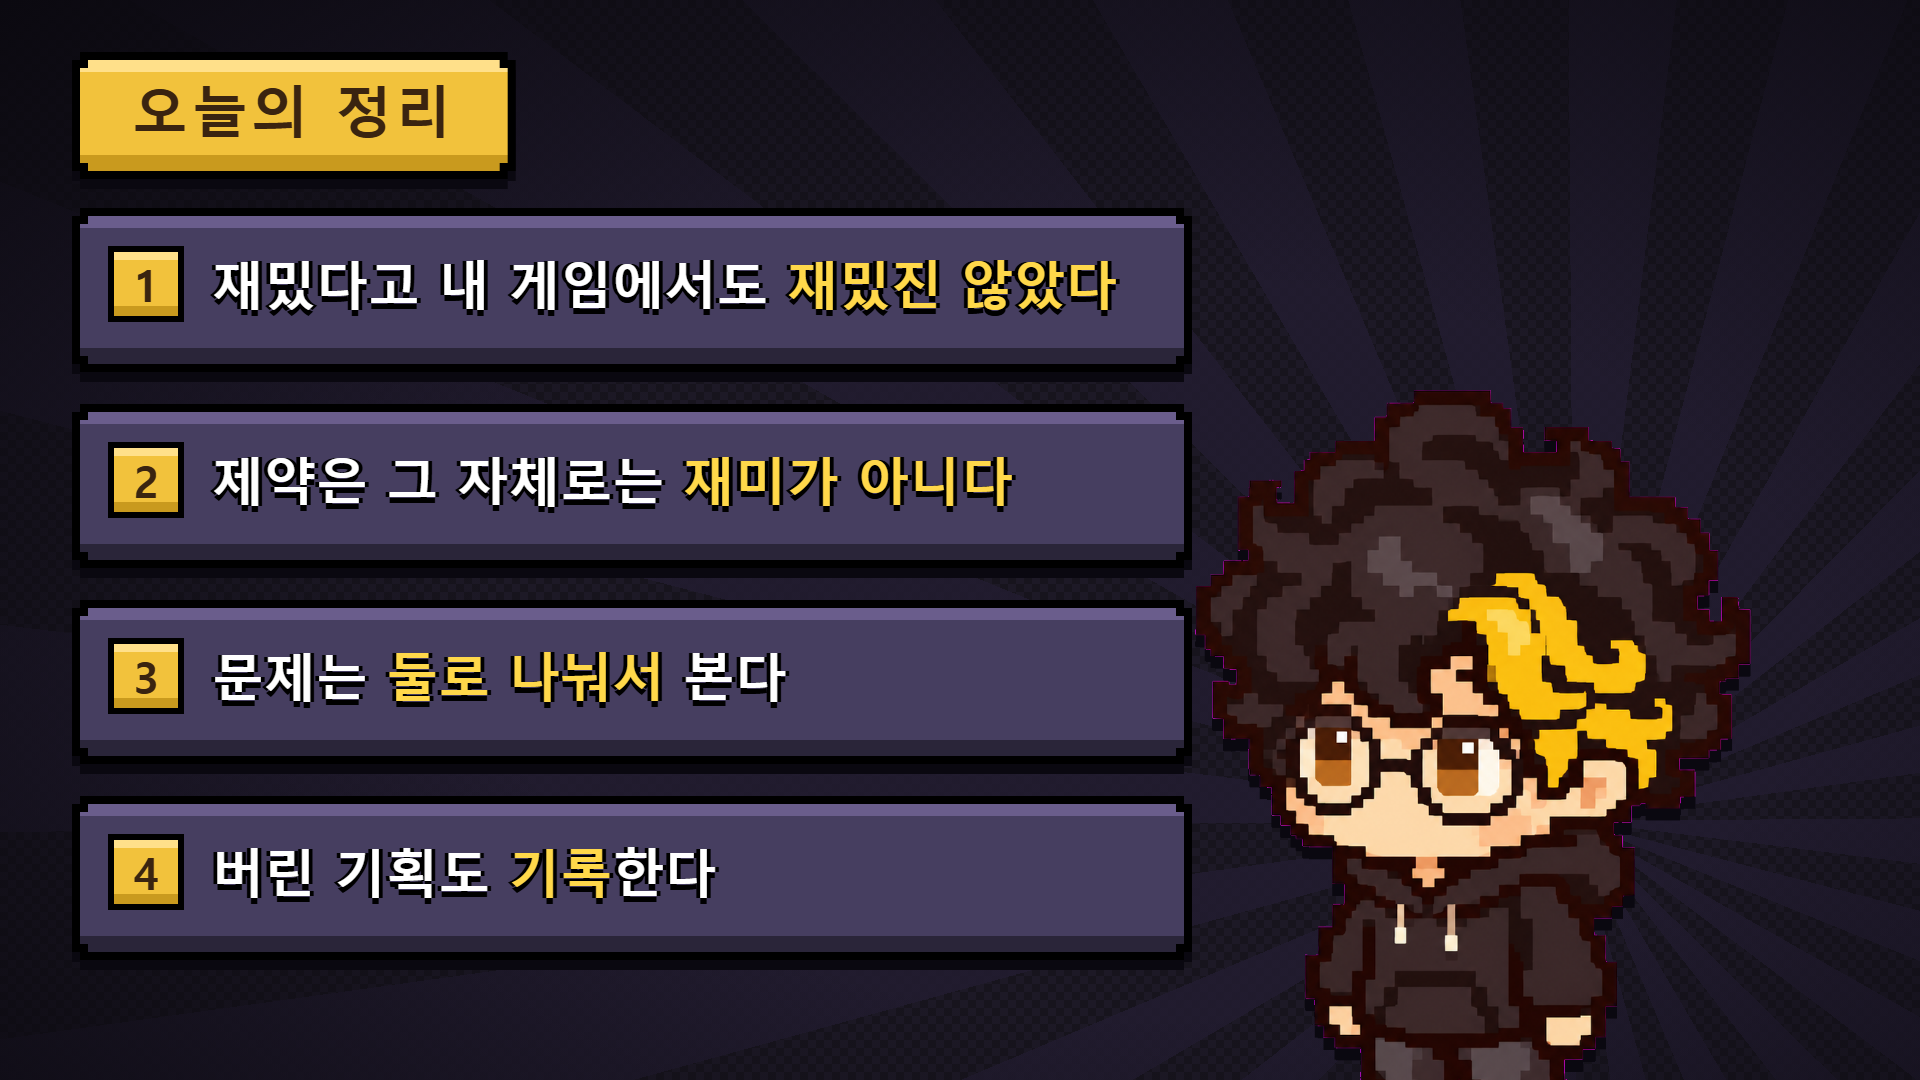 오늘의 정리
1 재밌다고 내 게임에서도 재밌진 않았다
2 제약은 그 자체로는 재미가 아니다
3 문제는 둘로 나눠서 본다
4 버린 기획도 기록한다